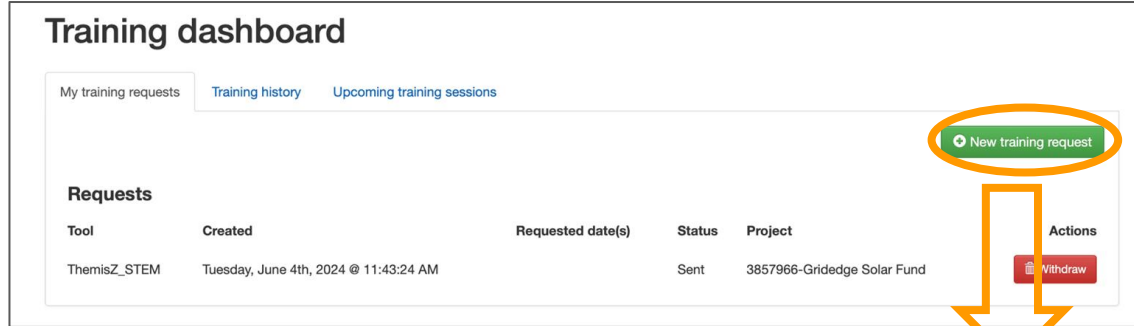 Training dashboard
My training requests Training history Upcoming training sessions
New training request
Requests
Tool Created Requested date(s) Status Project Actions
ThemisZ_STEM Tuesday, June 4th, 2024 @ 11:43:24 AM Sent 3857966-Gridedge Solar Fund Withdraw